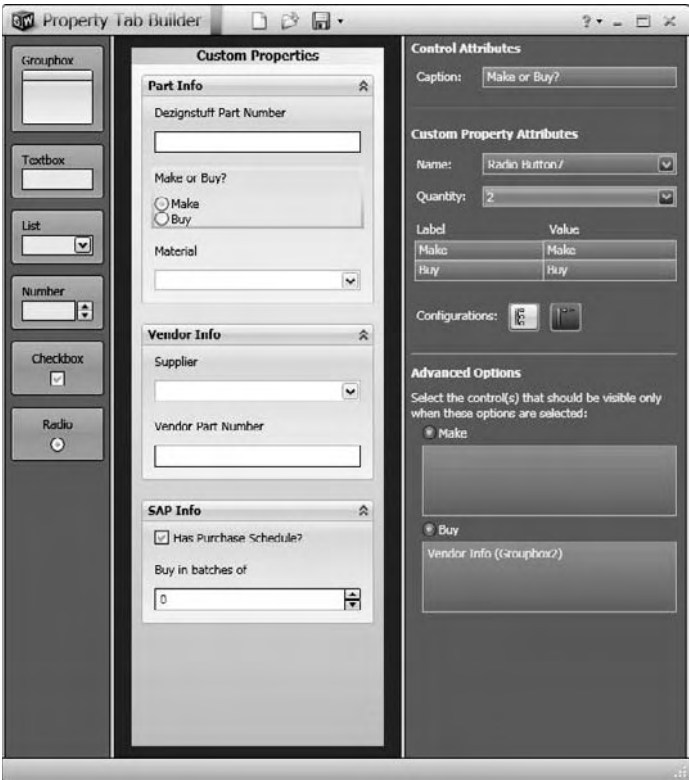 SW Property Tab Builder
?
Groupbox
Textbox
List
Number
Checkbox
Radio
Custom Properties
Part Info
Dezignstuff Part Number
Make or Buy?
Make
Buy
Material
Vendor Info
Supplier
Vendor Part Number
SAP Info
Has Purchase Schedule?
Buy in batches of
0
Control Attributes
Caption: Make or Buy?
Custom Property Attributes
Name: Radio Button7
Quantity: 2
Label Value
Make Make
Buy Buy
Configurations:
Advanced Options
Select the control(s) that should be visible only
when these options are selected:
Make
Buy
Vendor Info (Groupbox2)